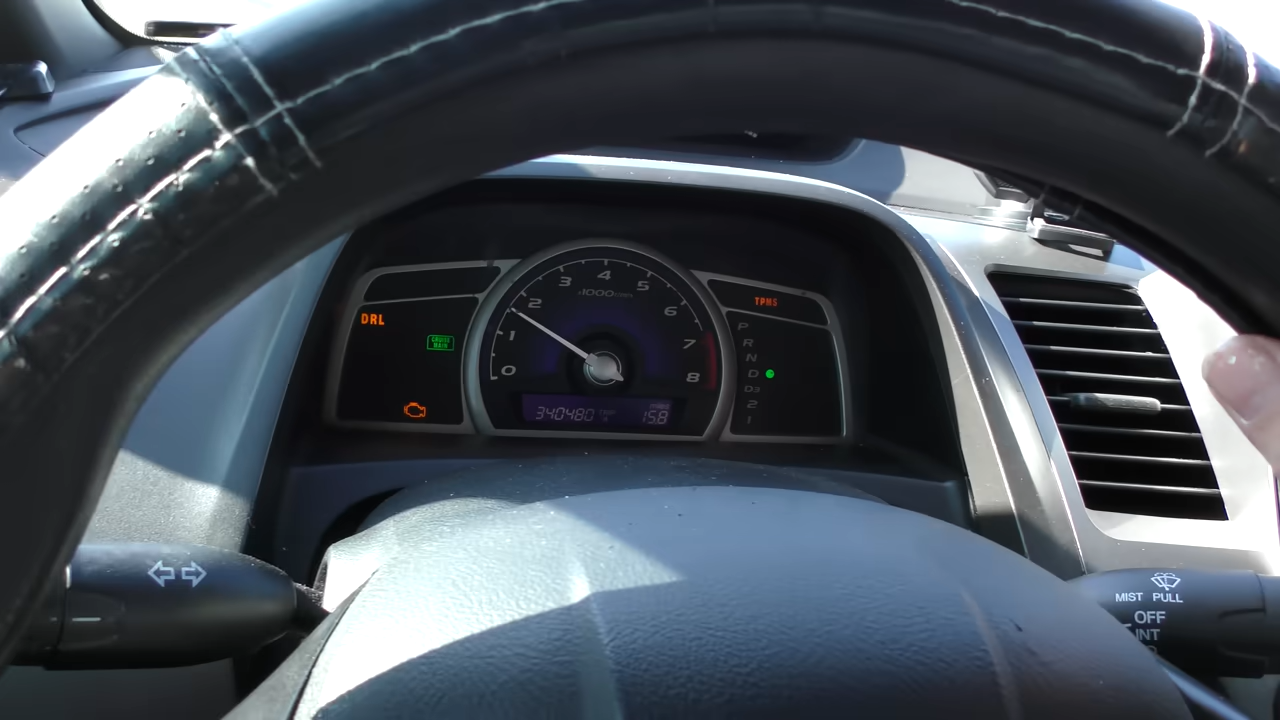 4
3 5
x1000r/min
2 6
TPMS
DRL
1 7
P
CRUISE
MAIN
R
N
0 8
D
D3
2
1
340480 TRIP 158
MIST PULL
OFF
INT